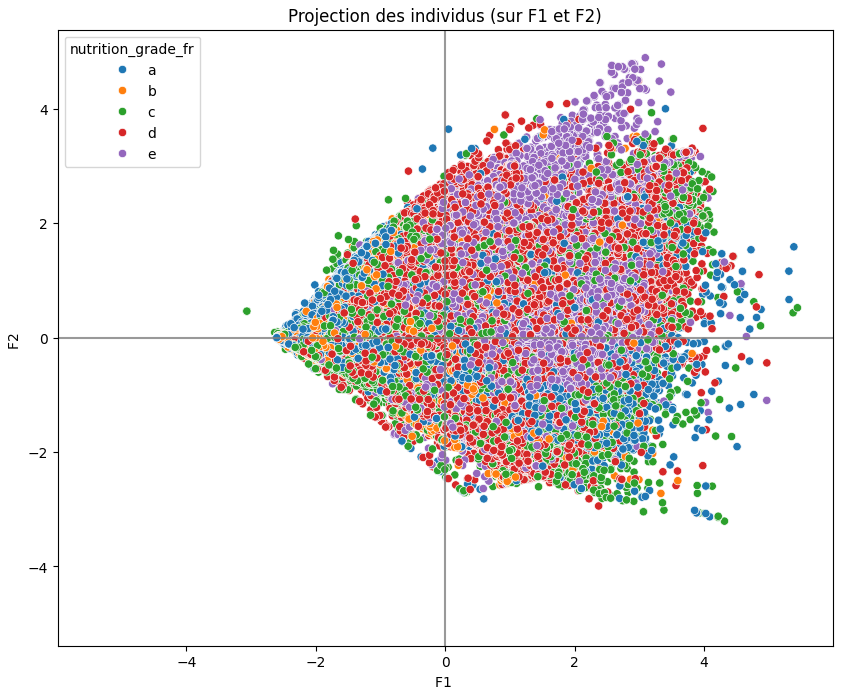 Projection des individus (sur F1 et F2)
nutrition_grade_fr
a
b
c
d
e
4
2
0
−2
−4
F2
−4
−2
0
2
4
F1